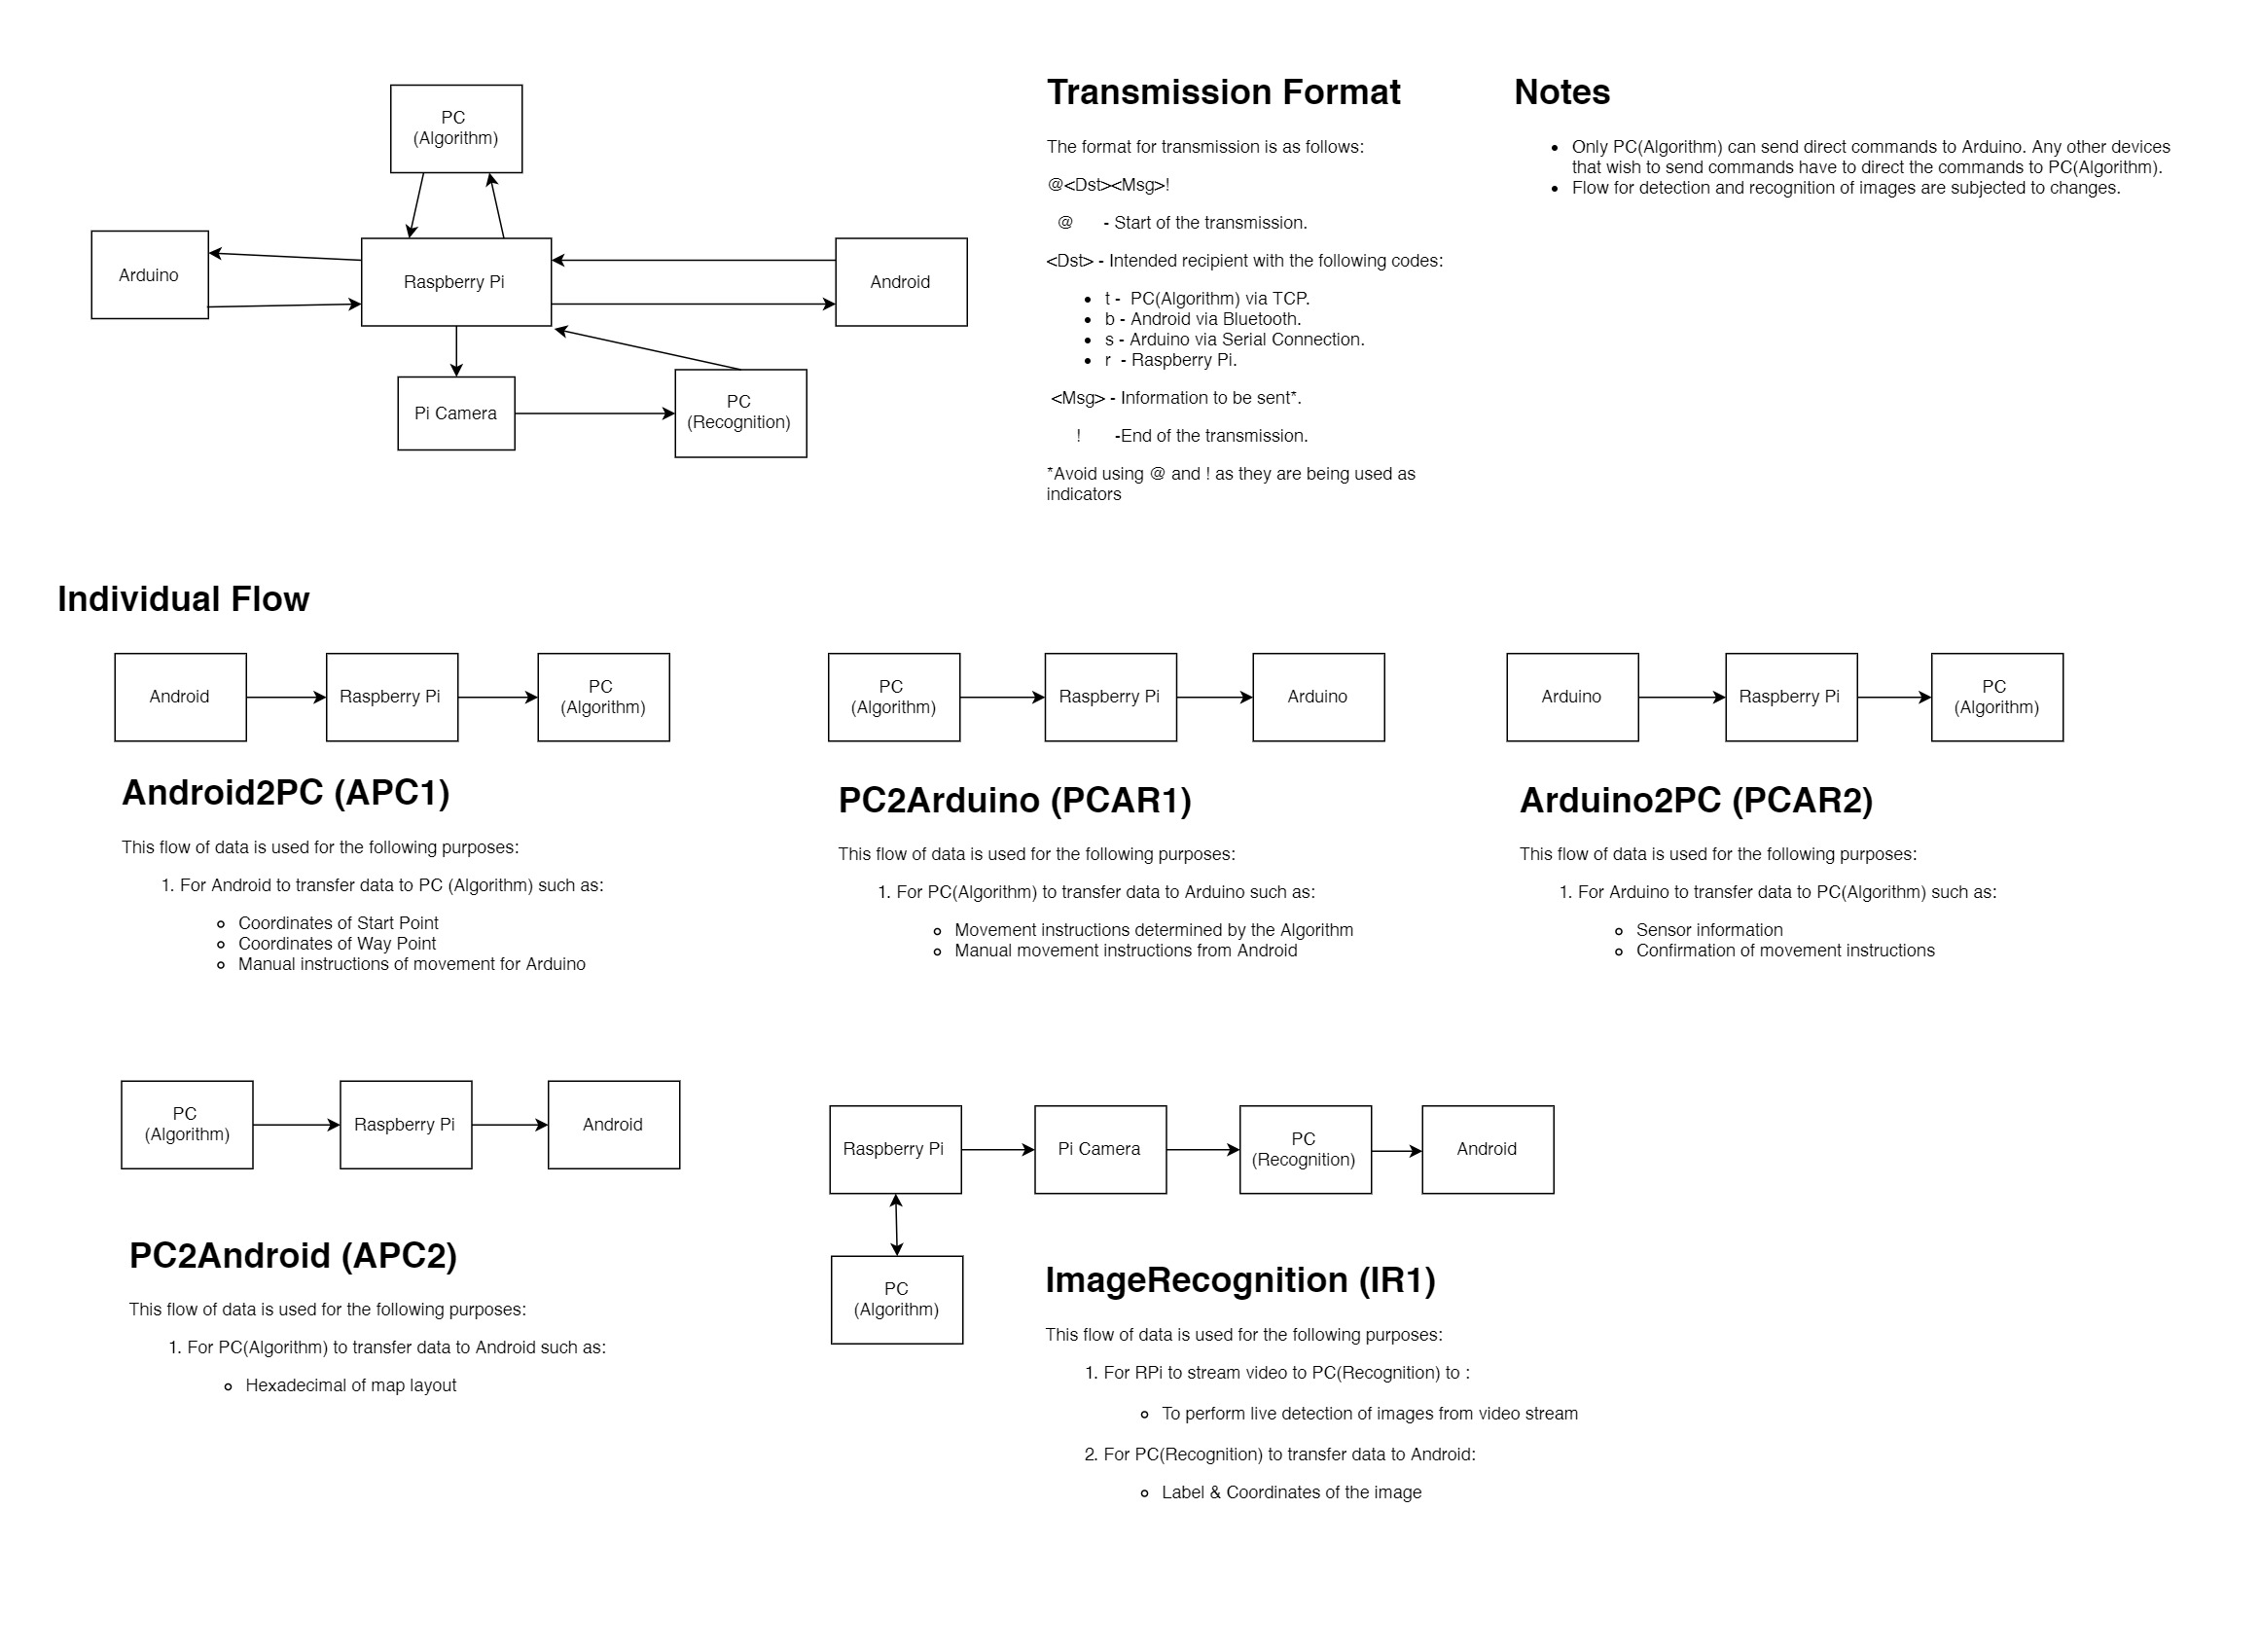 PC
(Algorithm)
Arduino
Raspberry Pi
Android
Pi Camera
PC
(Recognition)
Transmission Format
The format for transmission is as follows:
@<Dst><Msg>!
@ - Start of the transmission.
<Dst> - Intended recipient with the following codes:
• t - PC(Algorithm) via TCP.
• b - Android via Bluetooth.
• s - Arduino via Serial Connection.
• r - Raspberry Pi.
<Msg> - Information to be sent*.
! -End of the transmission.
*Avoid using @ and ! as they are being used as
indicators
Notes
• Only PC(Algorithm) can send direct commands to Arduino. Any other devices
that wish to send commands have to direct the commands to PC(Algorithm).
• Flow for detection and recognition of images are subjected to changes.
Individual Flow
Android
Raspberry Pi
PC
(Algorithm)
Android2PC (APC1)
This flow of data is used for the following purposes:
1. For Android to transfer data to PC (Algorithm) such as:
◦ Coordinates of Start Point
◦ Coordinates of Way Point
◦ Manual instructions of movement for Arduino
PC
(Algorithm)
Raspberry Pi
Arduino
PC2Arduino (PCAR1)
This flow of data is used for the following purposes:
1. For PC(Algorithm) to transfer data to Arduino such as:
◦ Movement instructions determined by the Algorithm
◦ Manual movement instructions from Android
Arduino
Raspberry Pi
PC
(Algorithm)
Arduino2PC (PCAR2)
This flow of data is used for the following purposes:
1. For Arduino to transfer data to PC(Algorithm) such as:
◦ Sensor information
◦ Confirmation of movement instructions
PC
(Algorithm)
Raspberry Pi
Android
PC2Android (APC2)
This flow of data is used for the following purposes:
1. For PC(Algorithm) to transfer data to Android such as:
◦ Hexadecimal of map layout
Raspberry Pi
Pi Camera
PC
(Recognition)
Android
PC
(Algorithm)
ImageRecognition (IR1)
This flow of data is used for the following purposes:
1. For RPi to stream video to PC(Recognition) to :
◦ To perform live detection of images from video stream
2. For PC(Recognition) to transfer data to Android:
◦ Label & Coordinates of the image